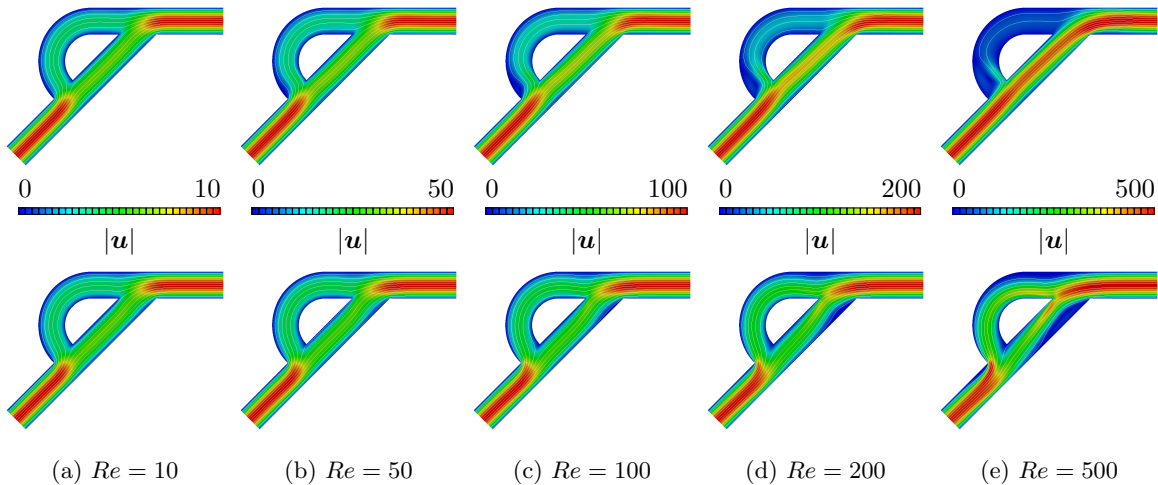 0 10 0 50 0 100 0 200 0 500
|u| |u| |u| |u| |u|
(a) Re = 10 (b) Re = 50 (c) Re = 100 (d) Re = 200 (e) Re = 500